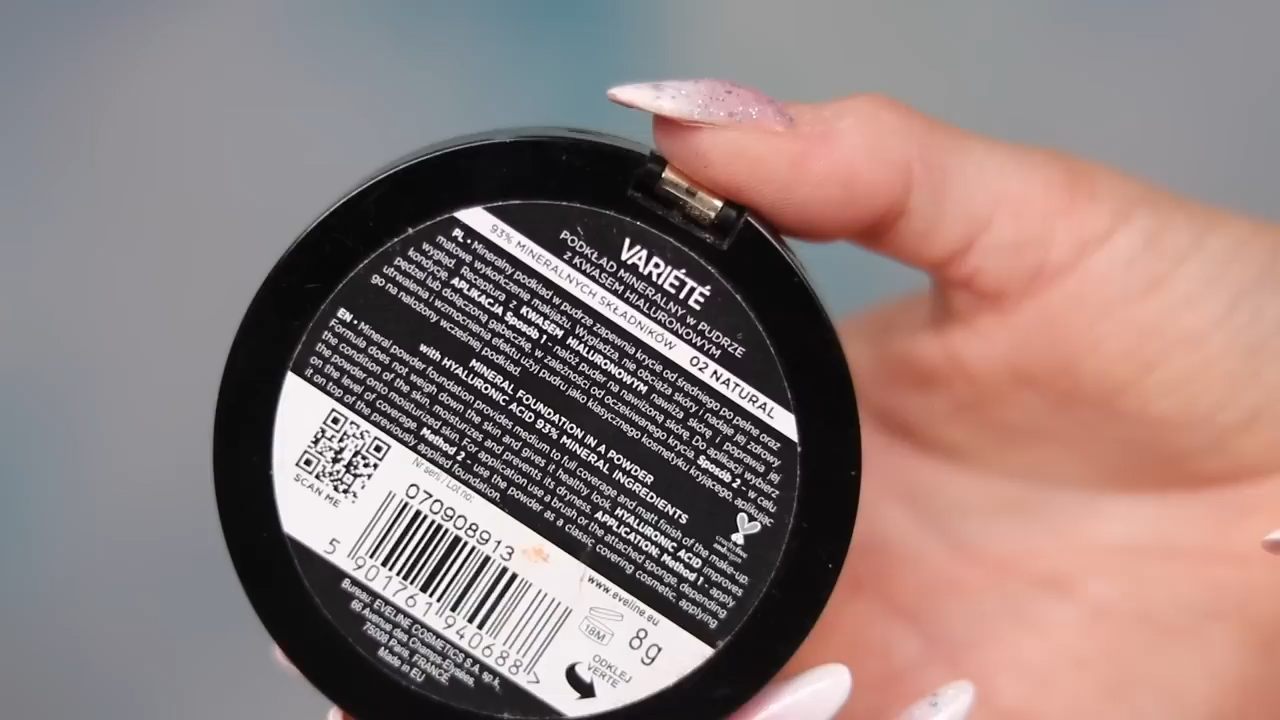 VARIÉTÉ
PODKŁAD MINERALNY W PUDRZE
z KWASEM HIALURONOWYM
93% MINERALNYCH SKŁADNIKÓW 02 NATURAL
PL • Mineralny podkład w pudrze zapewnia krycie od średniego po pełne oraz
matowe wykończenie makijażu. Wygładza, nie obciąża skóry i nadaje jej zdrowy
wygląd. Receptura z KWASEM HIALURONOWYM nawilża skórę i poprawia jej
kondycję. APLIKACJA Sposób 1 - nałóż puder na nawilżoną skórę. Do aplikacji wybierz
pędzel lub dołączoną gąbeczkę, w zależności od oczekiwanego krycia. Sposób 2 - w celu
utrwalenia i wzmocnienia efektu użyj pudru jako klasycznego kosmetyku kryjącego, aplikując
go na nałożony wcześniej podkład.
MINERAL FOUNDATION IN A POWDER
with HYALURONIC ACID 93% MINERAL INGREDIENTS
EN • Mineral powder foundation provides medium to full coverage and matt finish of the make-up.
Formula does not weigh down the skin and gives it healthy look. HYALURONIC ACID improves
the condition of the skin, moisturizes and prevents its dryness. APPLICATION: Method 1 - apply
the powder onto moisturized skin. For application use a brush or the attached sponge, depending
on the level of coverage. Method 2 - use the powder as a classic covering cosmetic, applying
it on top of the previously applied foundation.
cruelty free
and vegan
SCAN ME
Nr serii / Lot no:
070908913
www.eveline.eu
5 901761 940688 >
18M
8g
ODKLEJ
VERTE
Bureau: EVELINE COSMETICS S.A. sp.k.
66 Avenue des Champs-Elysées,
75008 Paris, FRANCE
Made in EU